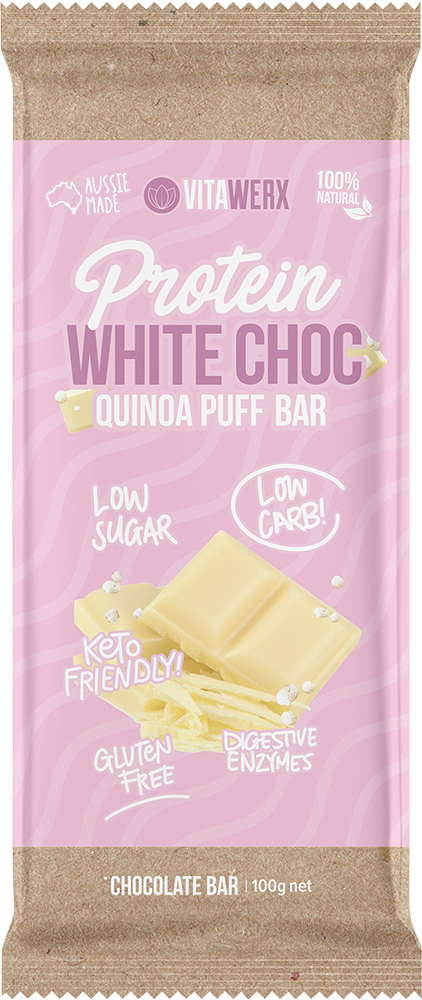 AUSSIE
MADE
VITAWERX
100%
NATURAL
Protein
WHITE CHOC
QUINOA PUFF BAR
LOW
SUGAR
LOW
CARB!
KETO
FRIENDLY!
GLUTEN
FREE
DIGESTIVE
ENZYMES
CHOCOLATE BAR | 100g net